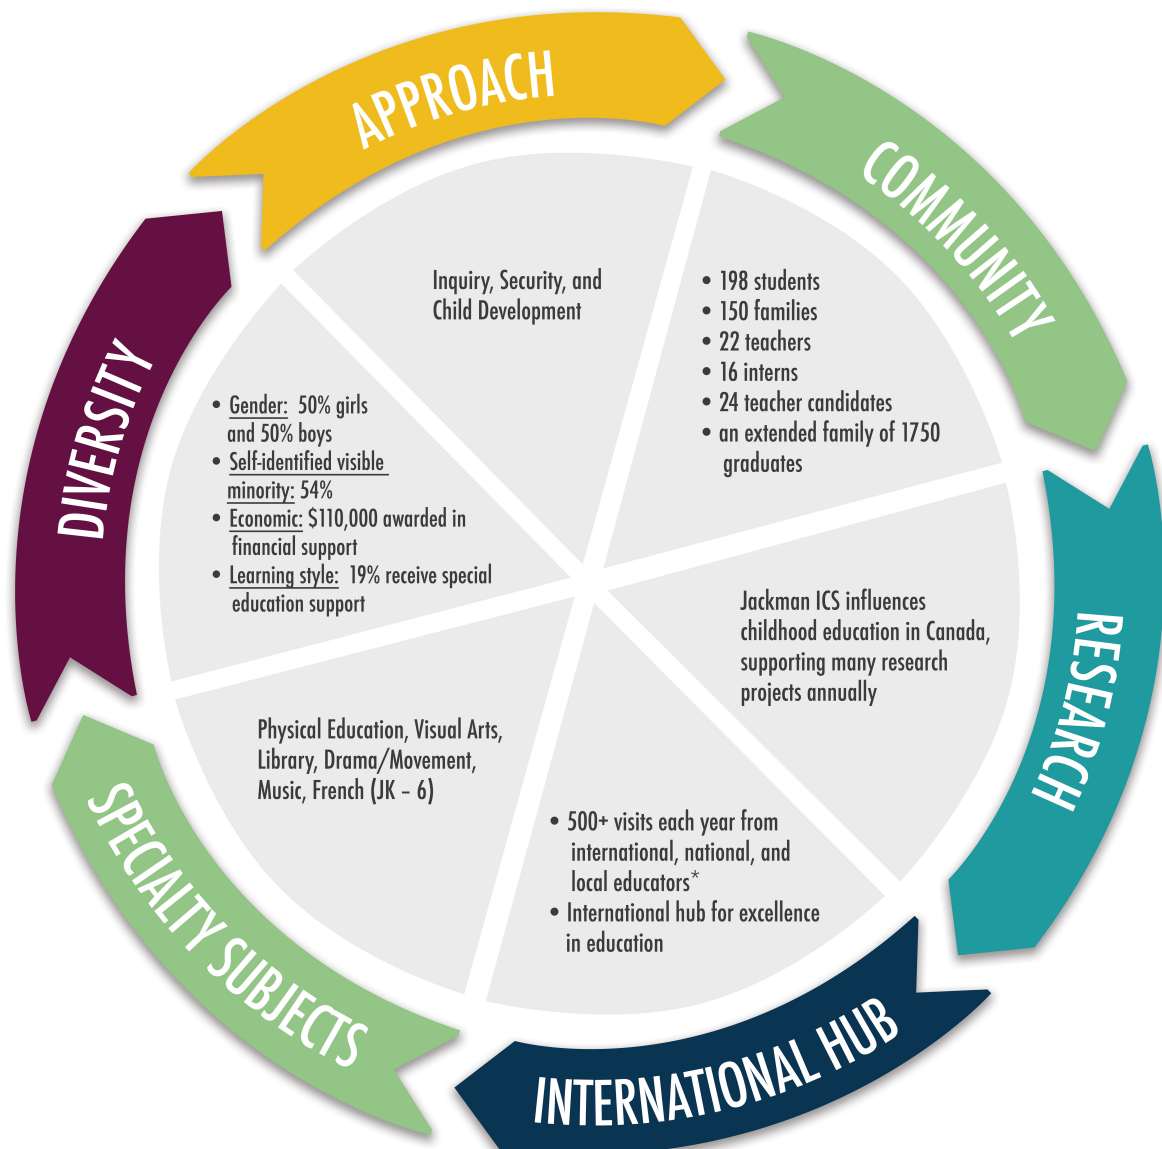 APPROACH
Inquiry, Security, and
Child Development
COMMUNITY
• 198 students
• 150 families
• 22 teachers
• 16 interns
• 24 teacher candidates
• an extended family of 1750
graduates
RESEARCH
Jackman ICS influences
childhood education in Canada,
supporting many research
projects annually
INTERNATIONAL HUB
• 500+ visits each year from
international, national, and
local educators*
• International hub for excellence
in education
SPECIALTY SUBJECTS
Physical Education, Visual Arts,
Library, Drama/Movement,
Music, French (JK – 6)
DIVERSITY
• Gender: 50% girls
and 50% boys
• Self-identified visible
minority: 54%
• Economic: $110,000 awarded in
financial support
• Learning style: 19% receive special
education support